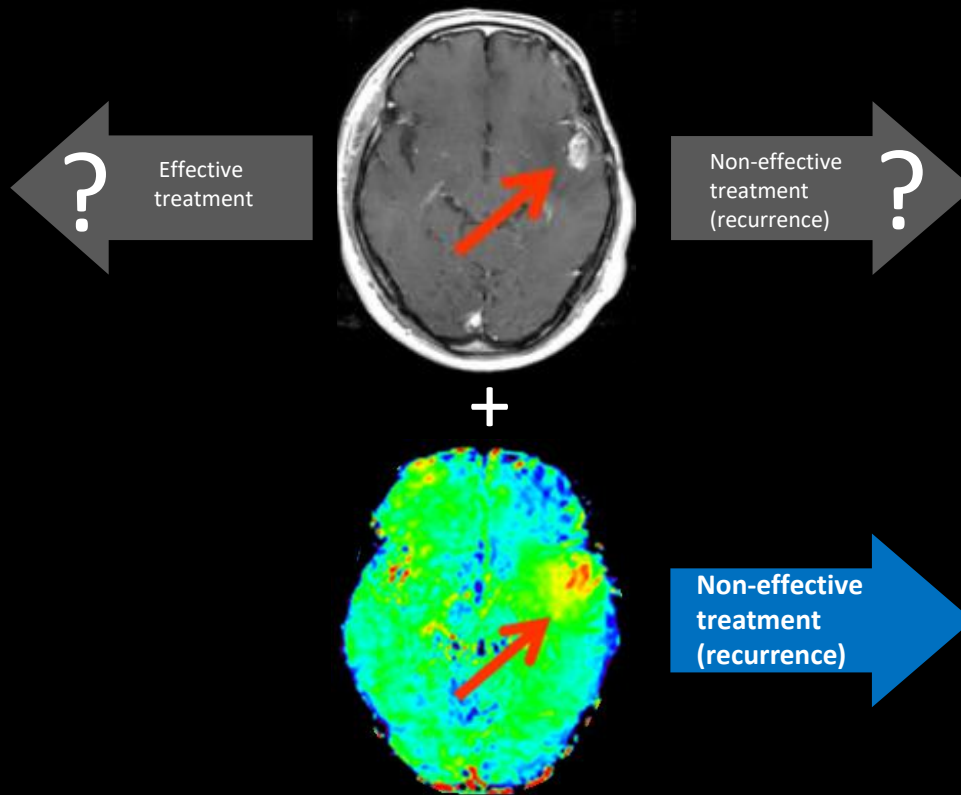 ?
Effective
treatment
Non-effective
treatment
(recurrence)
?
+
Non-effective
treatment
(recurrence)